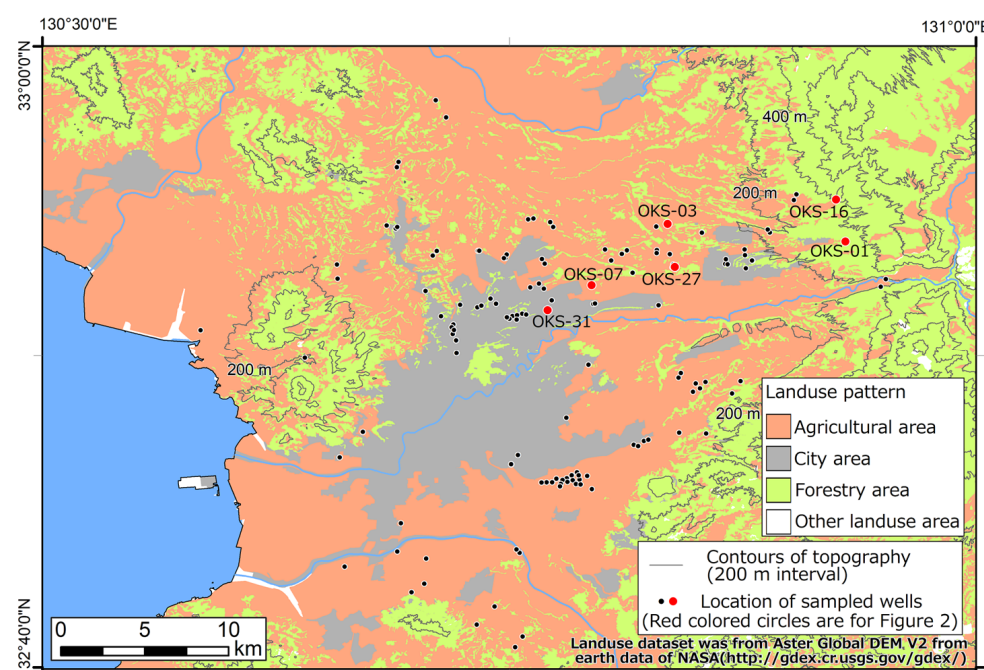 130°30'0"E
131°0'0"E
33°0'0"N
400 m
200 m
OKS-16
OKS-03
OKS-01
OKS-07
OKS-27
OKS-31
200 m
200 m
Landuse pattern
Agricultural area
City area
Forestry area
Other landuse area
Contours of topography
(200 m interval)
Location of sampled wells
(Red colored circles are for Figure 2)
32°40'0"N
0 5 10
km
Landuse dataset was from Aster Global DEM V2 from
earth data of NASA(http://gdex.cr.usgs.gov/gdex/)